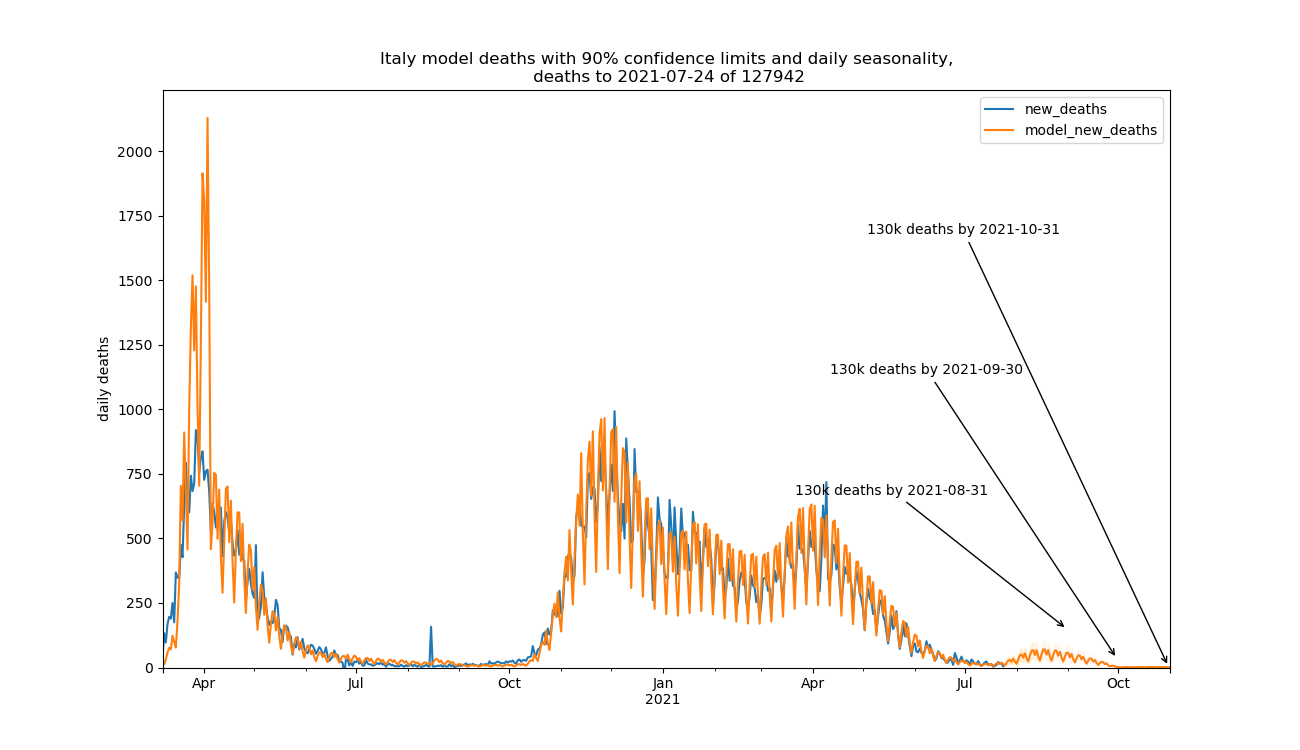 Italy model deaths with 90% confidence limits and daily seasonality,
deaths to 2021-07-24 of 127942
new_deaths
model_new_deaths
2000
1750
1500
1250
1000
750
500
250
0
daily deaths
130k deaths by 2021-10-31
130k deaths by 2021-09-30
130k deaths by 2021-08-31
Apr Jul Oct Jan Apr Jul Oct
2021